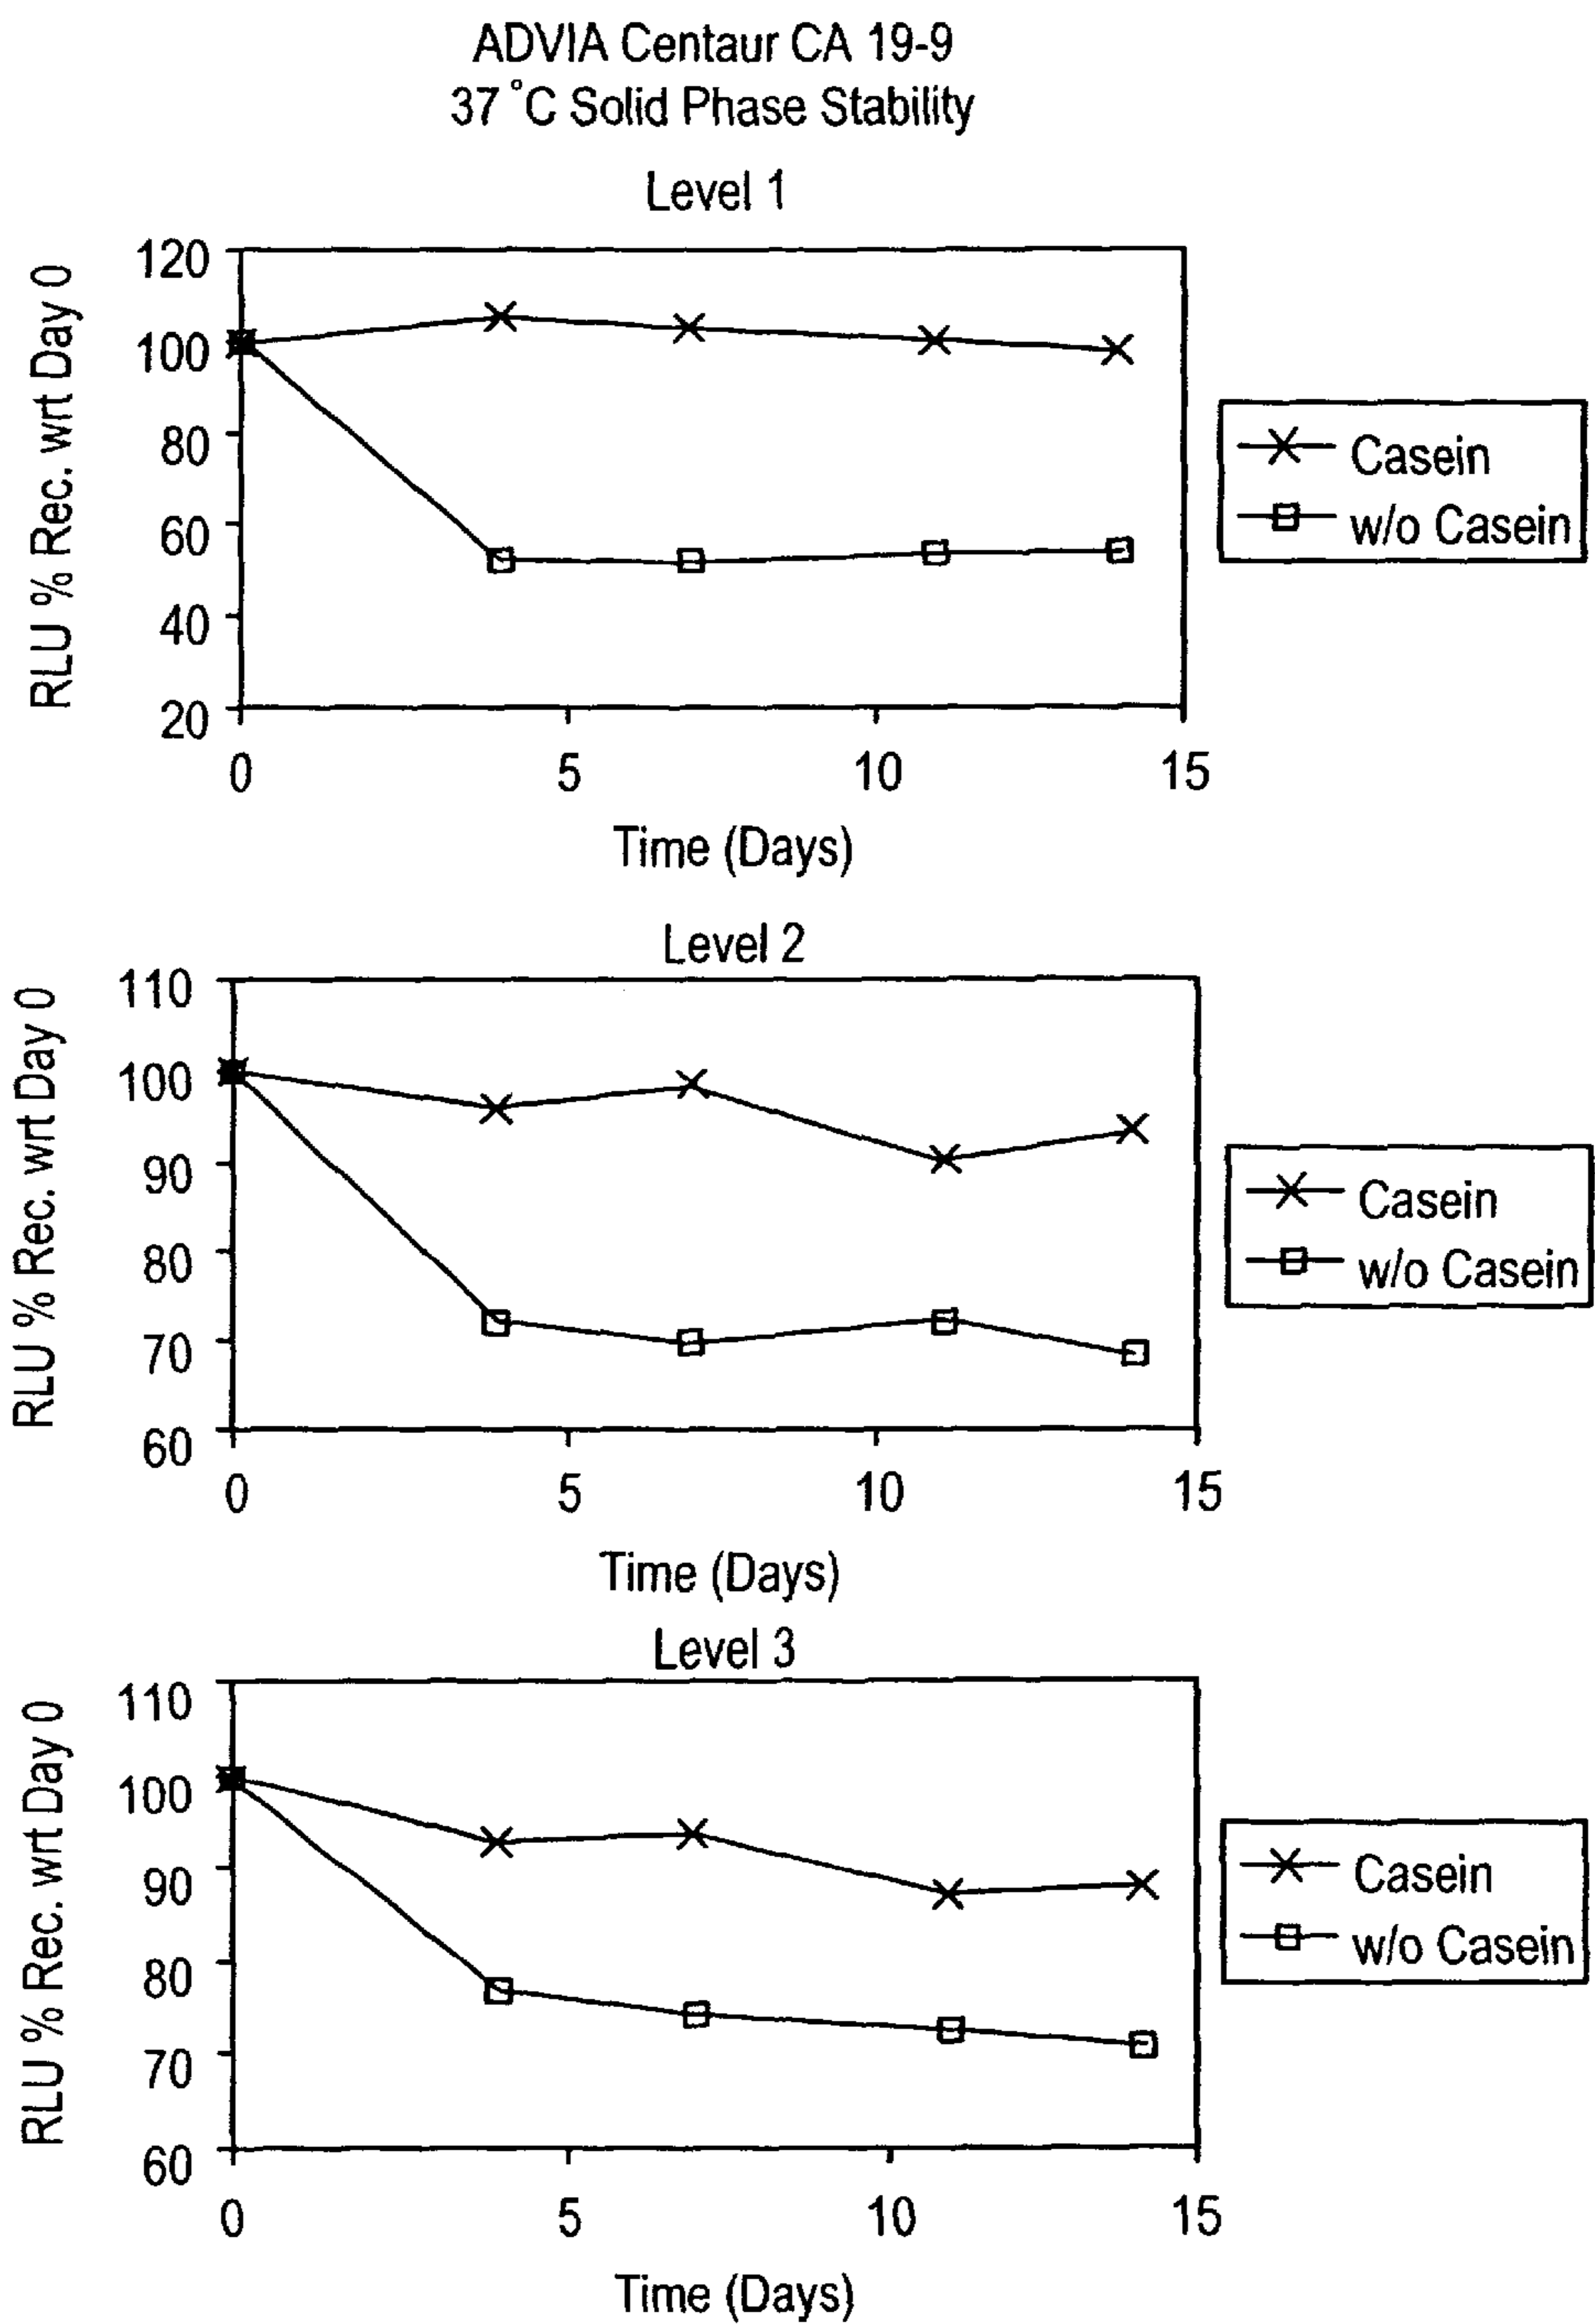 ADVIA Centaur CA 19-9
37 °C Solid Phase Stability
Level 1
RLU % Rec. wrt Day 0
120
100
80
60
40
20
0 5 10 15
Time (Days)
Casein
w/o Casein
Level 2
RLU % Rec. wrt Day 0
110
100
90
80
70
60
0 5 10 15
Time (Days)
Casein
w/o Casein
Level 3
RLU % Rec. wrt Day 0
110
100
90
80
70
60
0 5 10 15
Time (Days)
Casein
w/o Casein